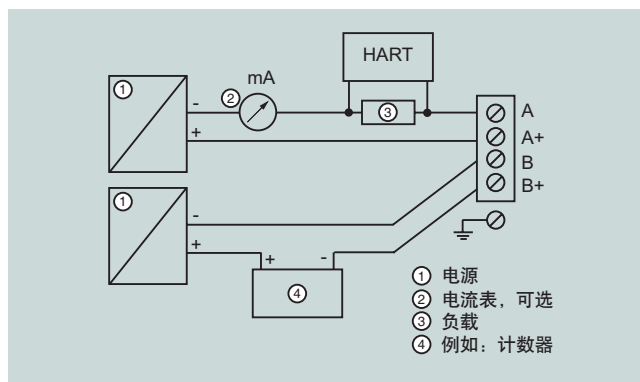 HART
mA
①
②
-
③
A
+
A+
B
B+
①
-
+
+
-
④
① 电源
② 电流表，可选
③ 负载
④ 例如：计数器